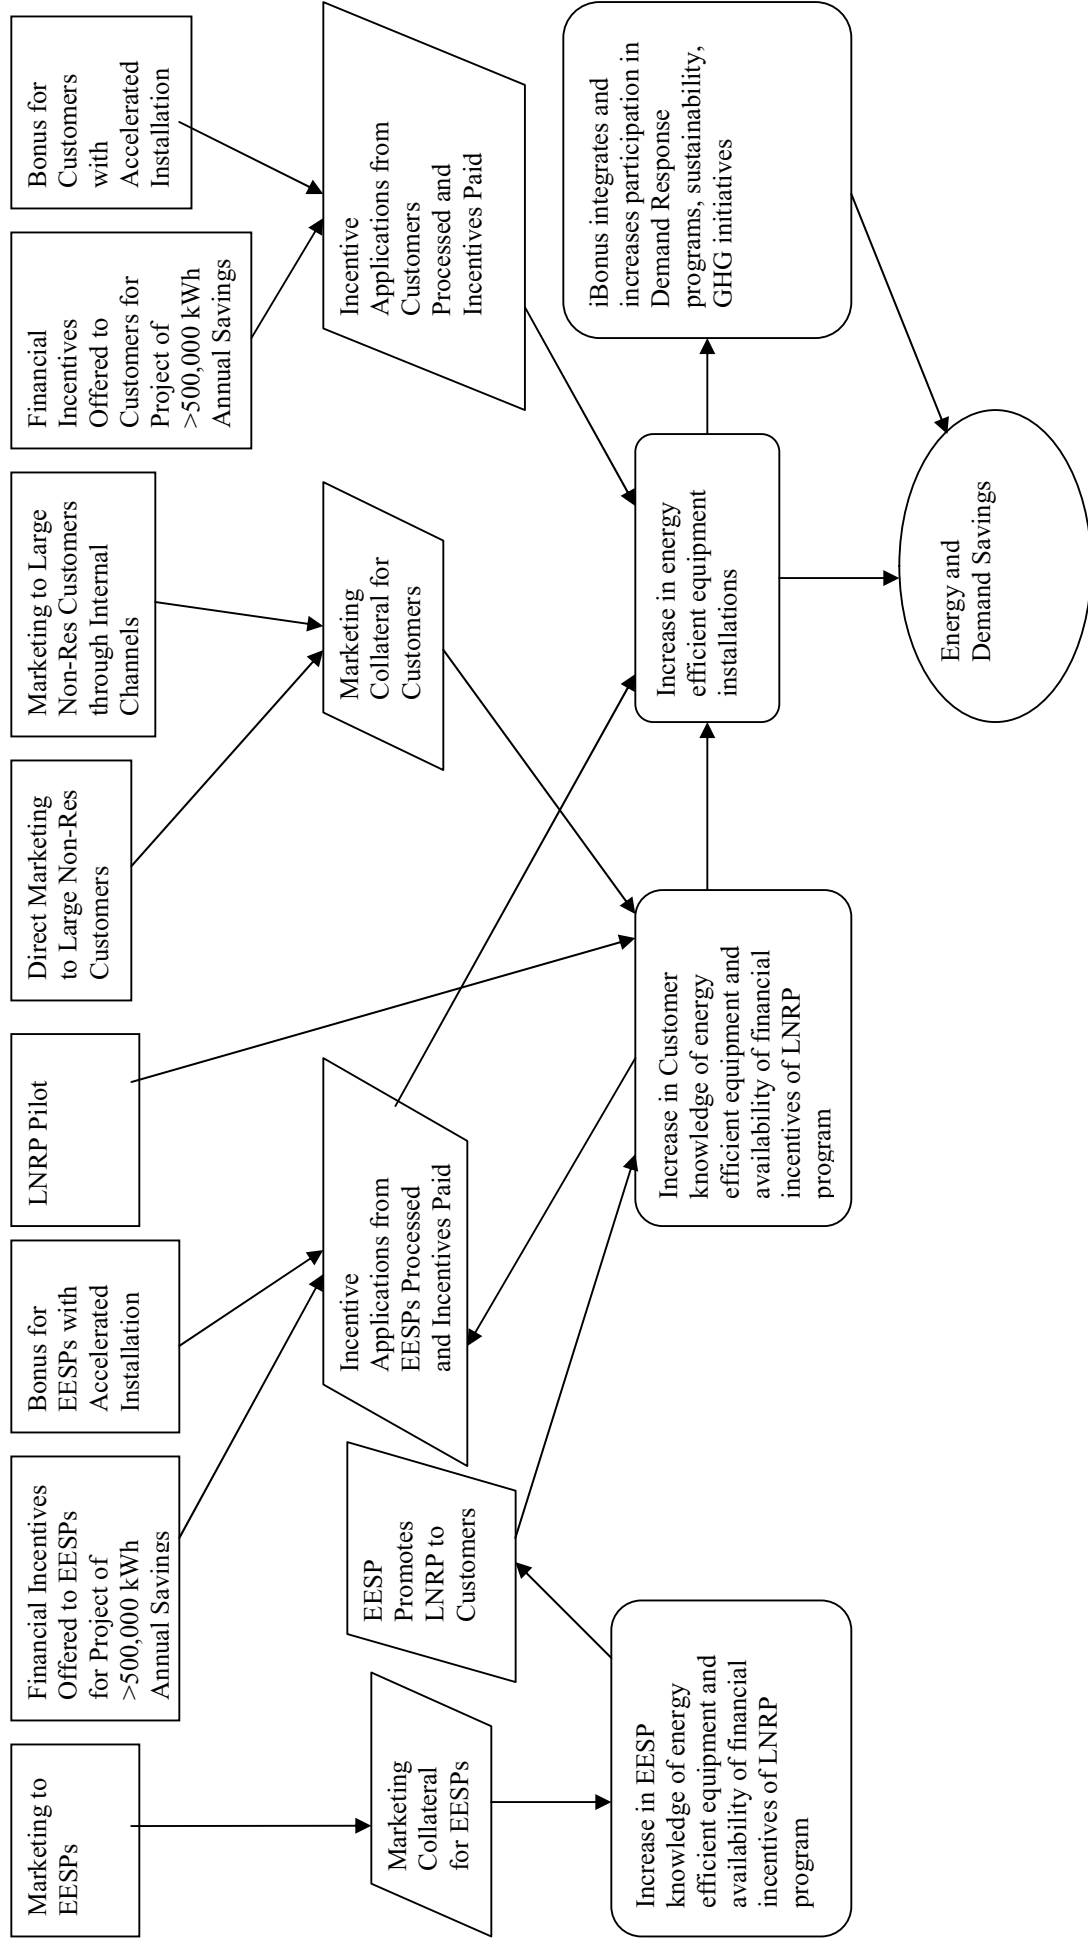 Marketing to
EESPs
Financial Incentives
Offered to EESPs
for Project of
>500,000 kWh
Annual Savings
Bonus for
EESPs with
Accelerated
Installation
LNRP Pilot
Direct Marketing
to Large Non-Res
Customers
Marketing to Large
Non-Res Customers
through Internal
Channels
Financial
Incentives
Offered to
Customers for
Project of
>500,000 kWh
Annual Savings
Bonus for
Customers
with
Accelerated
Installation
Marketing
Collateral
for EESPs
EESP
Promotes
LNRP to
Customers
Incentive
Applications from
EESPs Processed
and Incentives Paid
Marketing
Collateral for
Customers
Incentive
Applications from
Customers
Processed and
Incentives Paid
Increase in EESP
knowledge of energy
efficient equipment and
availability of financial
incentives of LNRP
program
Increase in Customer
knowledge of energy
efficient equipment and
availability of financial
incentives of LNRP
program
Increase in energy
efficient equipment
installations
iBonus integrates and
increases participation in
Demand Response
programs, sustainability,
GHG initiatives
Energy and
Demand Savings